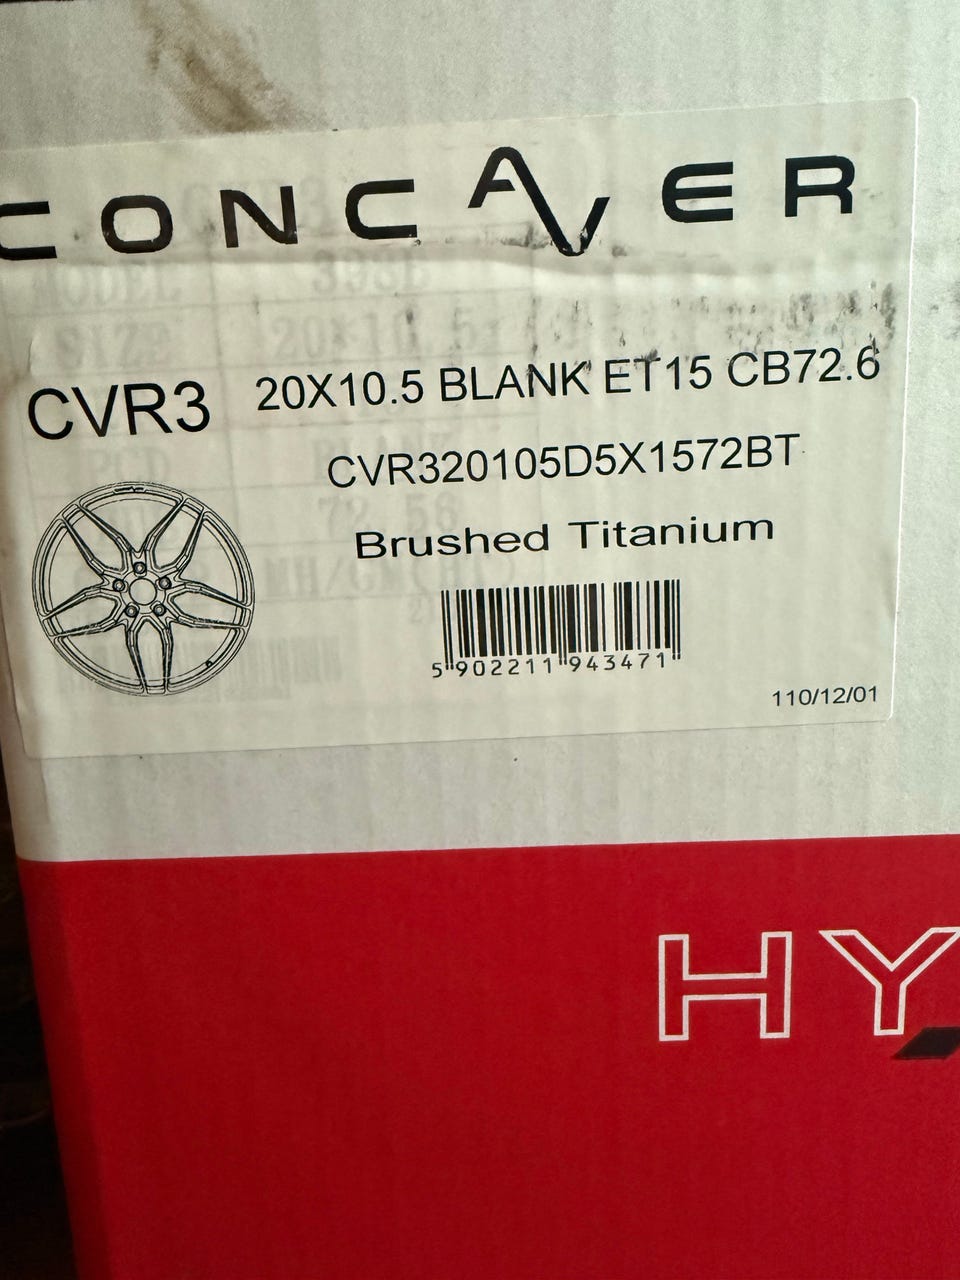 CONCAVER
CVR3 20X10.5 BLANK ET15 CB72.6
CVR320105D5X1572BT
Brushed Titanium
5 902211 943471
110/12/01
HY